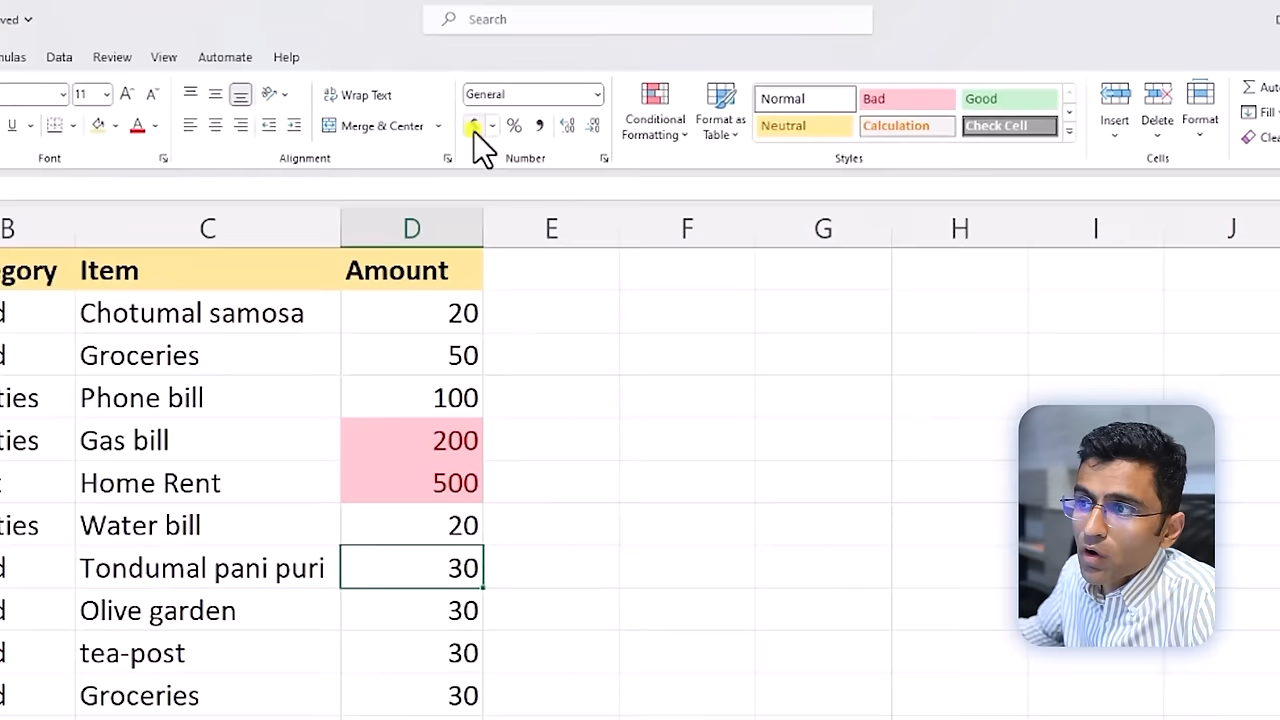 ved
Search
nulas Data Review View Automate Help
11 A A Wrap Text General Conditional Formatting Format as Table Normal Bad Good Insert Delete Format Auto
U A Merge & Center % , Neutral Calculation Check Cell Fill
Clea
Font Alignment Number Styles Cells
B C D E F G H I J
egory Item Amount
d Chotumal samosa 20
d Groceries 50
ties Phone bill 100
ties Gas bill 200
t Home Rent 500
ties Water bill 20
d Tondumal pani puri 30
d Olive garden 30
d tea-post 30
d Groceries 30